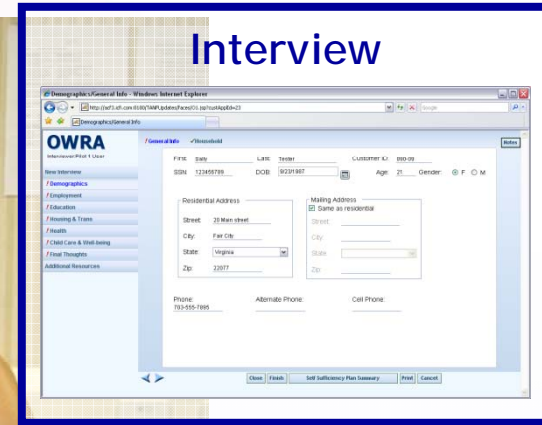 Interview
Demographics/General Info - Windows Internet Explorer
Demographics/General Info
OWRA
Interviewer Pilot 1 User
General Info Household
Notes
New Interview
Demographics
Employment
Education
Housing & Trans
Health
Child Care & Well-being
Final Thoughts
Additional Resources
First Sally Last Tester Customer ID
SSN 123456789 DOB 9/23/1987 Age 21 Gender F M
Residential Address
Street: 20 Main street
City: Fair City
State: Virginia
Zip: 22077
Mailing Address
Same as residential
Street:
City:
State:
Zip:
Phone: Alternate Phone: Cell Phone:
703-555-7895
Close Finish Self Sufficiency Plan Summary Print Cancel